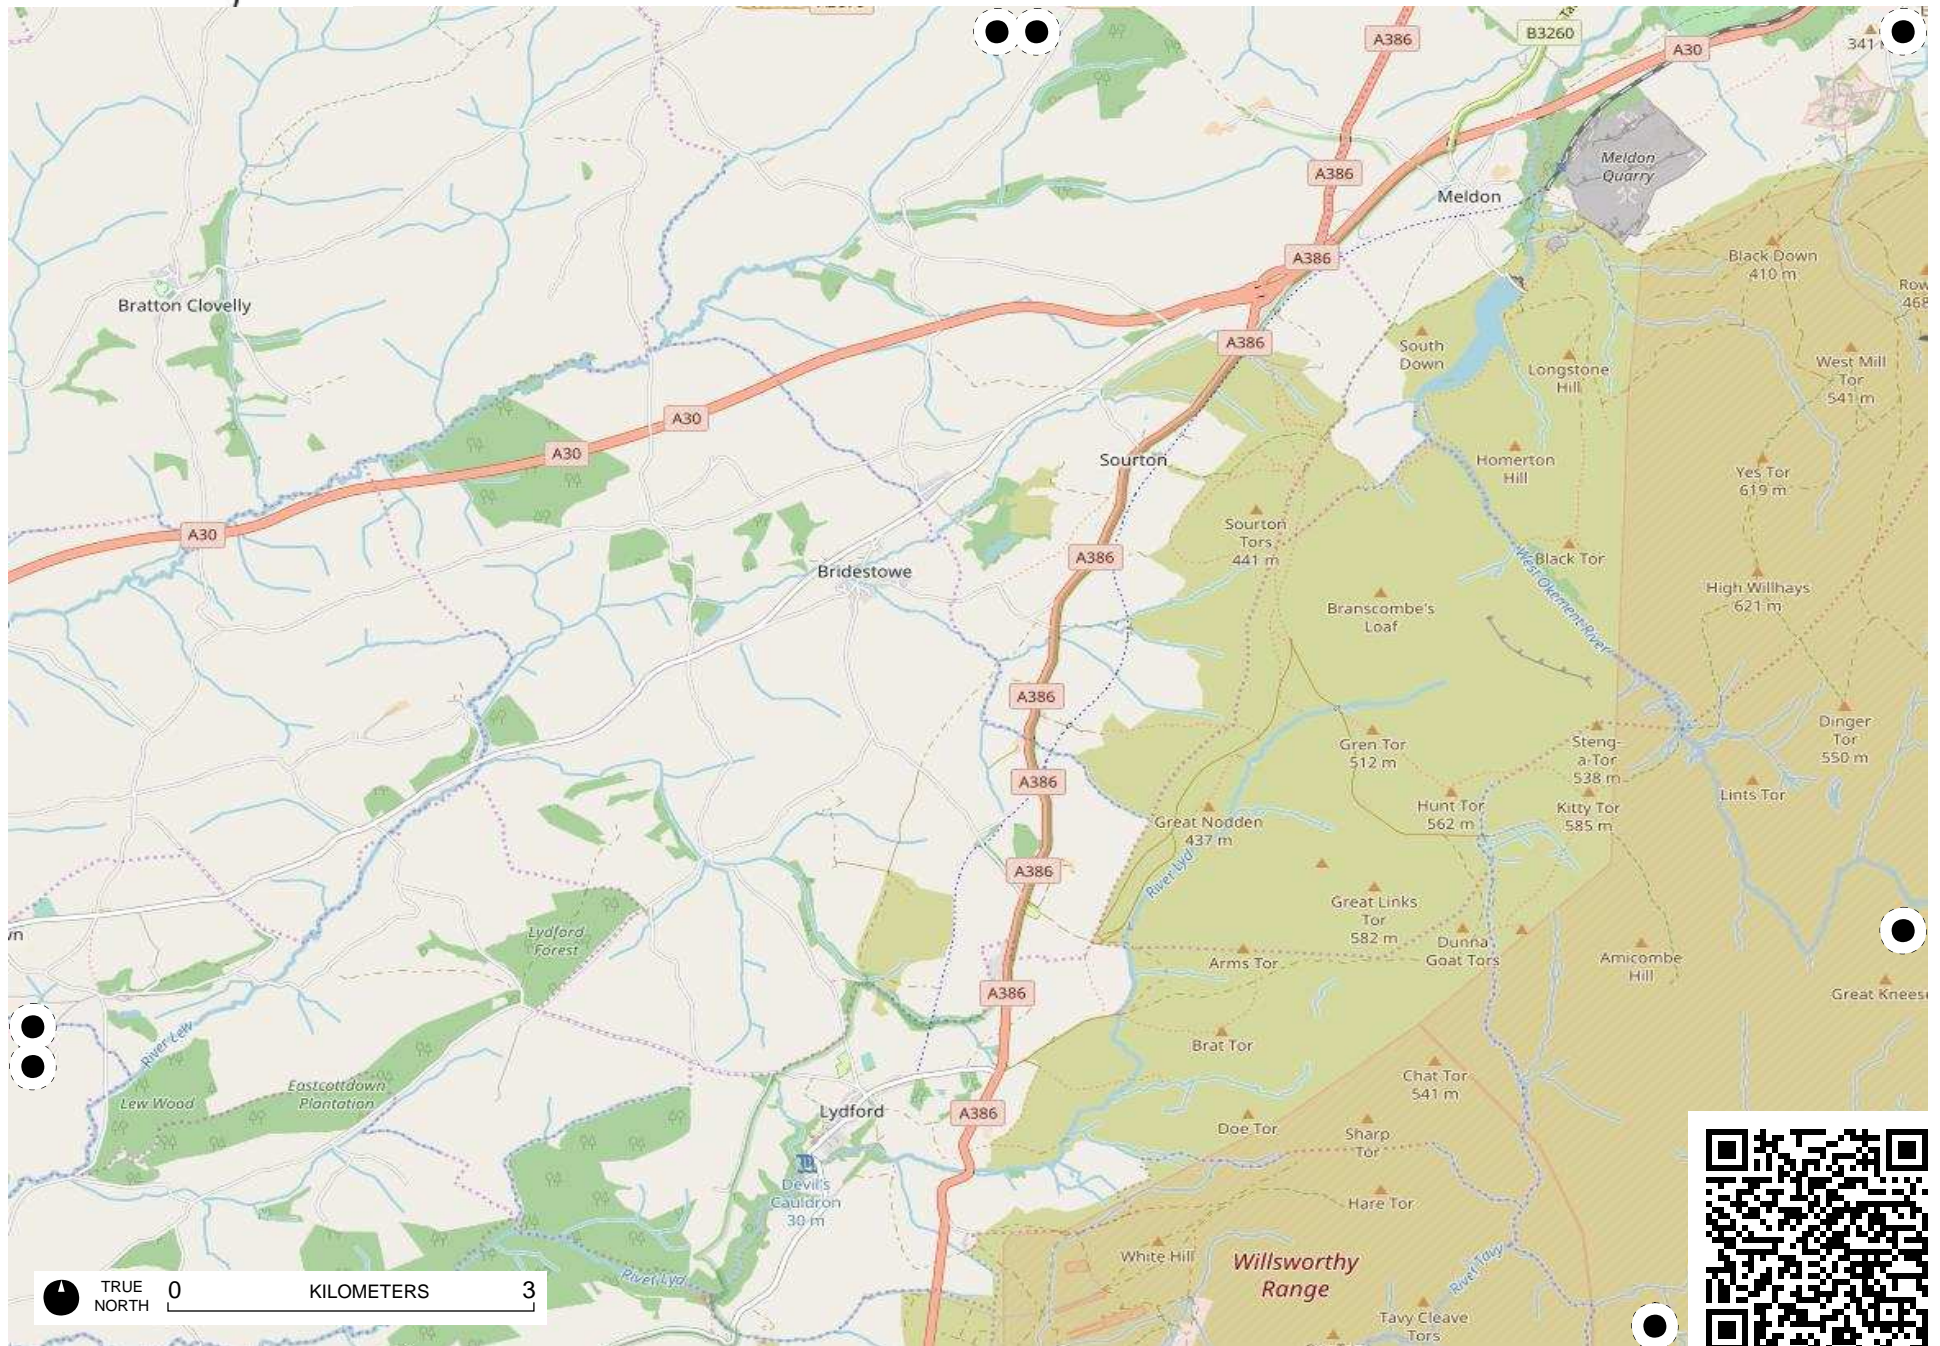 A386
B3260
A30
341
Meldon
Quarry
A386
Meldon
A386
Black Down
410 m
Row
468
Bratton Clovelly
A386
South
Down
Longstone
Hill
West Mill
Tor
541 m
A30
A30
Sourton
Homerton
Hill
Yes Tor
619 m
A30
Sourton
Tors
441 m
A386
Black Tor
West Okement River
Bridestowe
High Willhays
621 m
Branscombe's
Loaf
A386
Gren Tor
512 m
Steng-
a-Tor
538 m
Dinger
Tor
550 m
A386
Lints Tor
Hunt Tor
562 m
Kitty Tor
585 m
Great Nodden
437 m
A386
River Lyd
Great Links
Tor
582 m
Lydford
Forest
wn
Dunna
Goat Tors
Arms Tor
Amicombe
Hill
A386
Great Kneese
River Lew
Brat Tor
Chat Tor
541 m
Eastcottdown
Plantation
Lew Wood
Lydford
A386
Doe Tor
Sharp
Tor
Devil's
Cauldron
30 m
Hare Tor
White Hill
Willsworthy
Range
River Tavy
River Lyd
Tavy Cleave
Tors
TRUE
NORTH
0 KILOMETERS 3